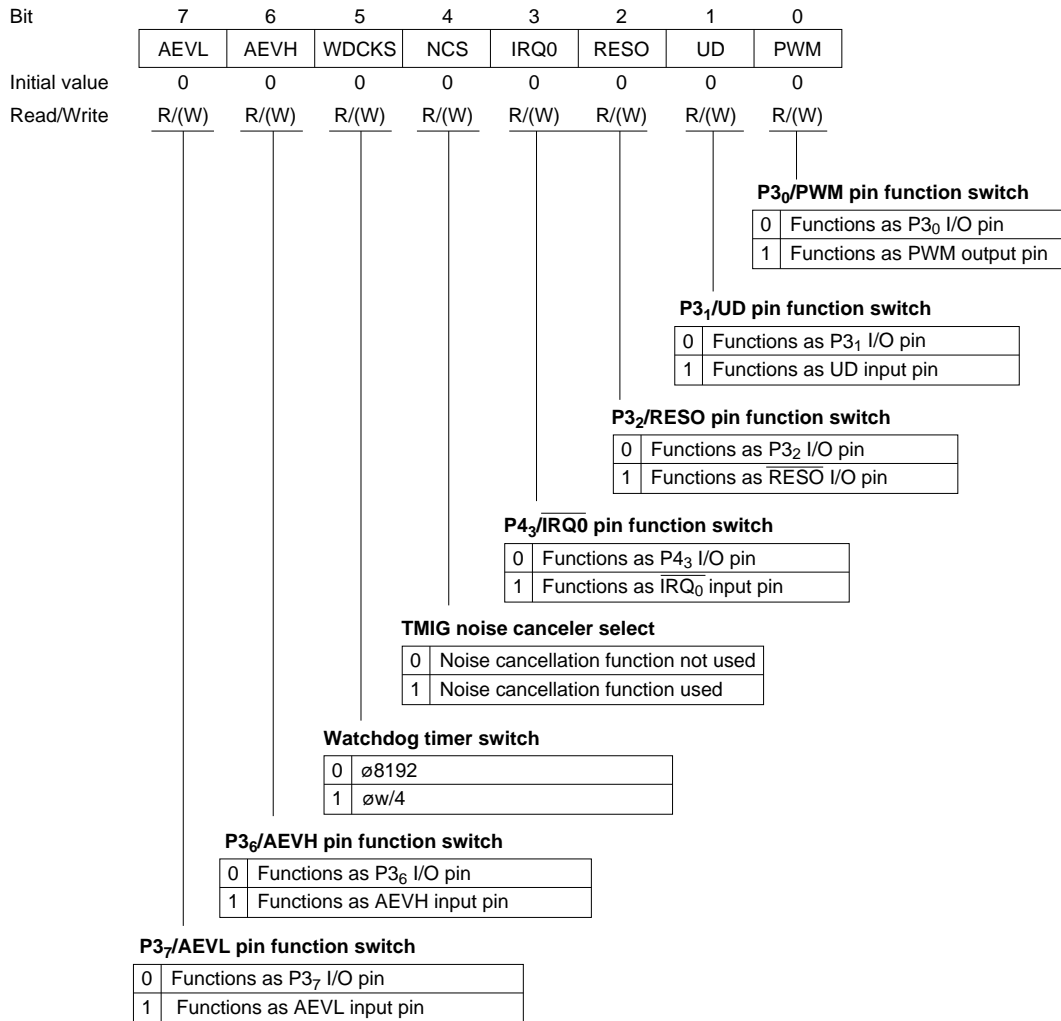 Bit 7 6 5 4 3 2 1 0
AEVL AEVH WDCKS NCS IRQ0 RESO UD PWM
Initial value 0 0 0 0 0 0 0 0
Read/Write R/(W) R/(W) R/(W) R/(W) R/(W) R/(W) R/(W) R/(W)
P3₀/PWM pin function switch
0 Functions as P3₀ I/O pin
1 Functions as PWM output pin
P3₁/UD pin function switch
0 Functions as P3₁ I/O pin
1 Functions as UD input pin
P3₂/RESO pin function switch
0 Functions as P3₂ I/O pin
1 Functions as R̅E̅S̅O̅ I/O pin
P4₃/I̅R̅Q̅0̅ pin function switch
0 Functions as P4₃ I/O pin
1 Functions as I̅R̅Q̅₀̅ input pin
TMIG noise canceler select
0 Noise cancellation function not used
1 Noise cancellation function used
Watchdog timer switch
0 ø8192
1 øw/4
P3₆/AEVH pin function switch
0 Functions as P3₆ I/O pin
1 Functions as AEVH input pin
P3₇/AEVL pin function switch
0 Functions as P3₇ I/O pin
1 Functions as AEVL input pin